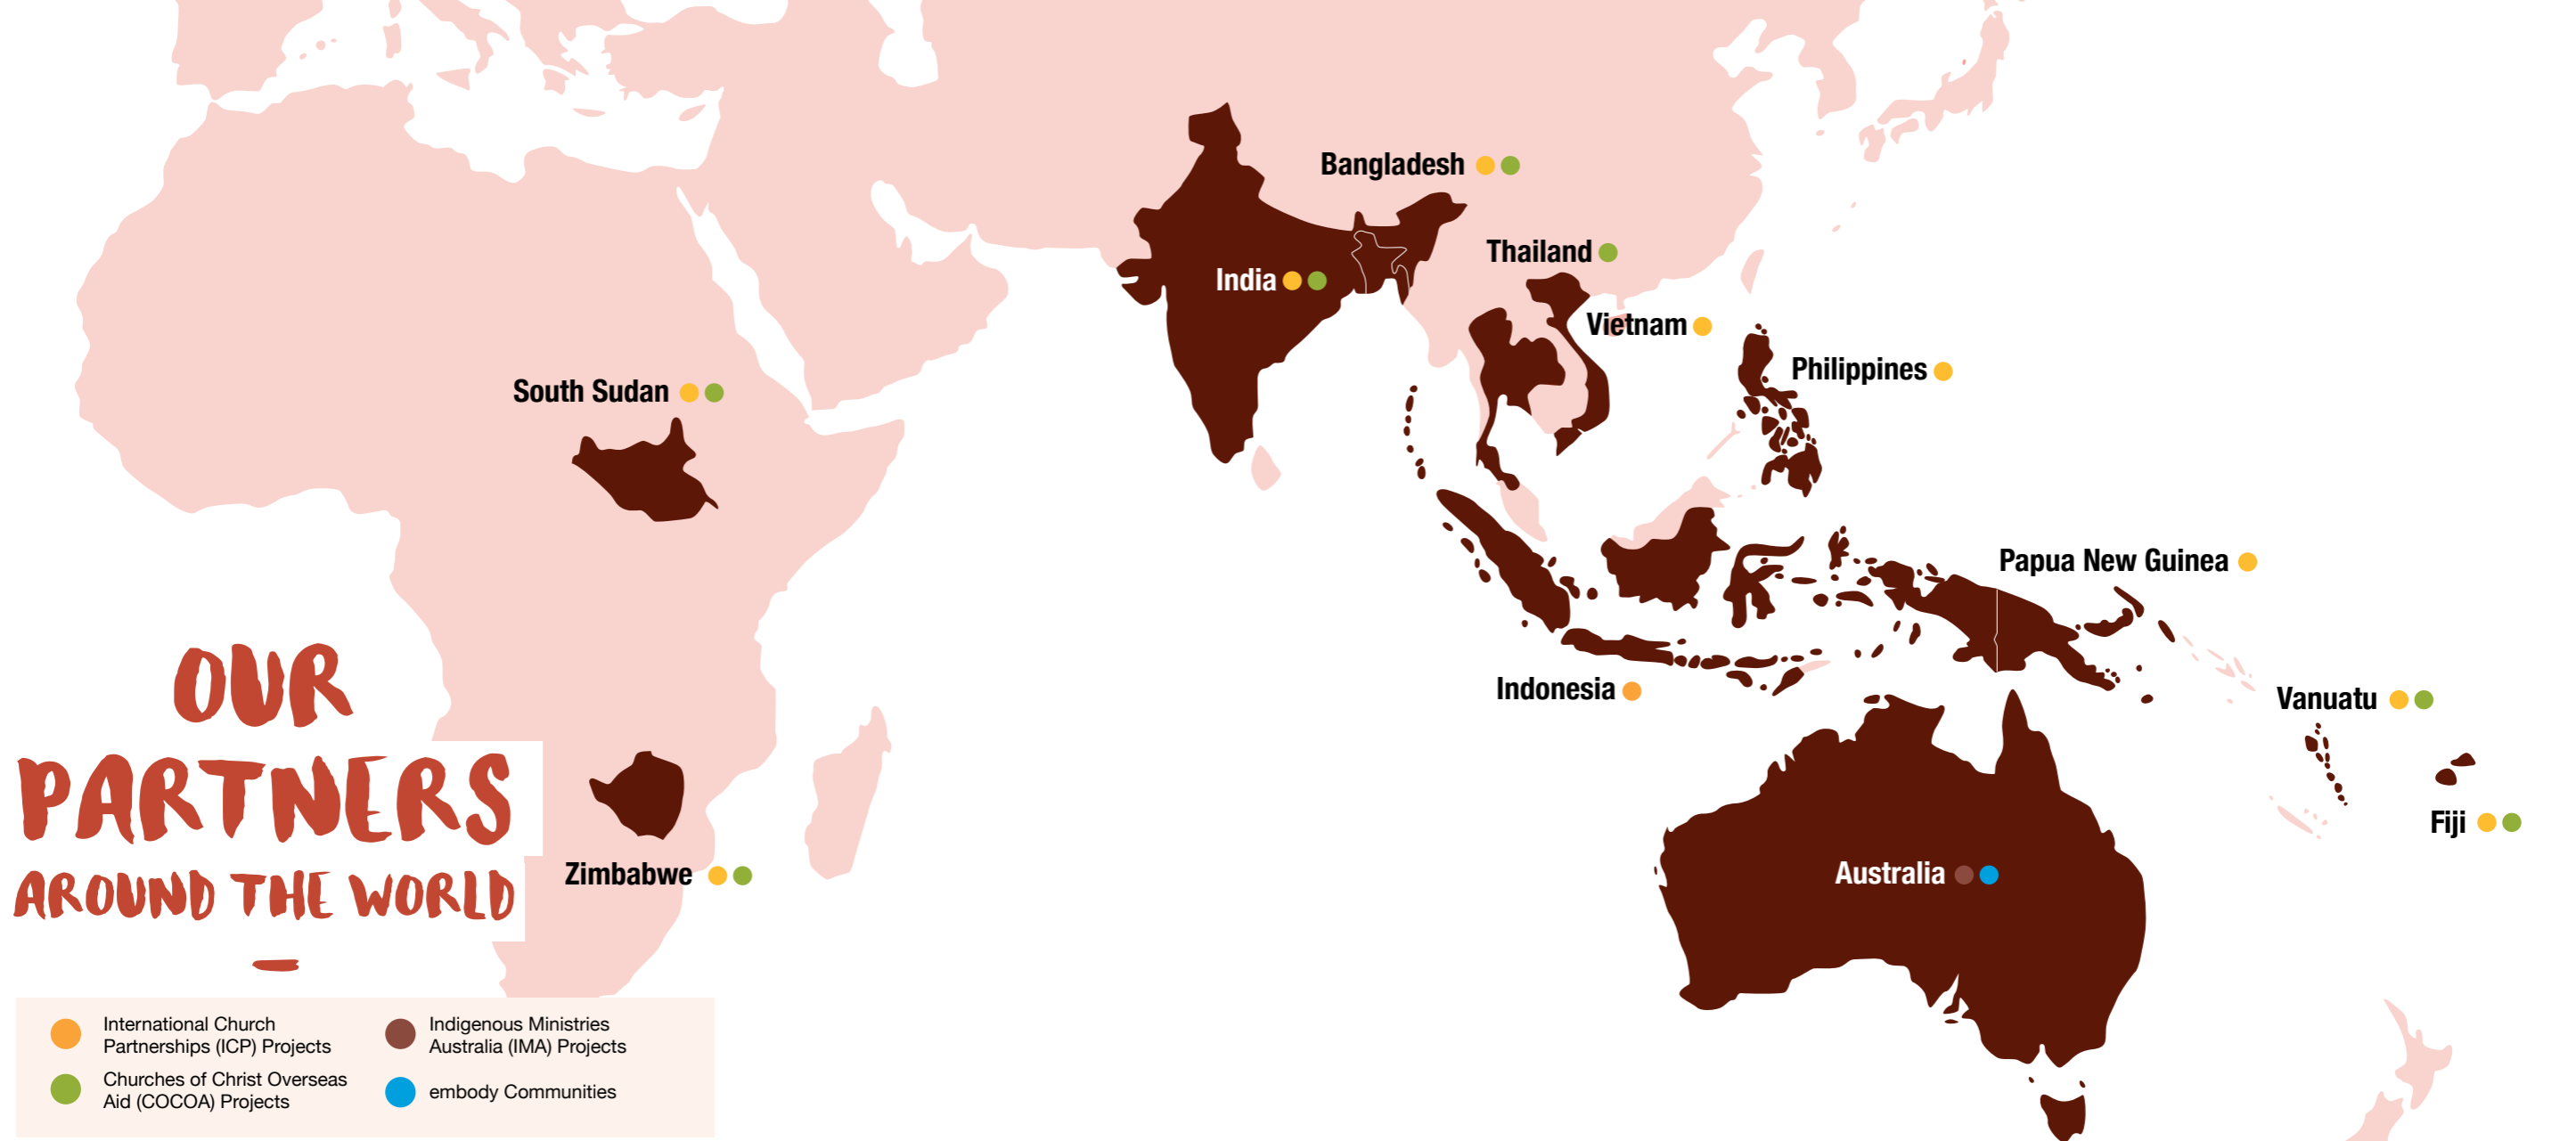 Bangladesh
Thailand
India
Vietnam
Philippines
South Sudan
Papua New Guinea
OUR
PARTNERS
AROUND THE WORLD
Indonesia
Vanuatu
Fiji
Zimbabwe
Australia
International Church
Partnerships (ICP) Projects
Churches of Christ Overseas
Aid (COCOA) Projects
Indigenous Ministries
Australia (IMA) Projects
embody Communities